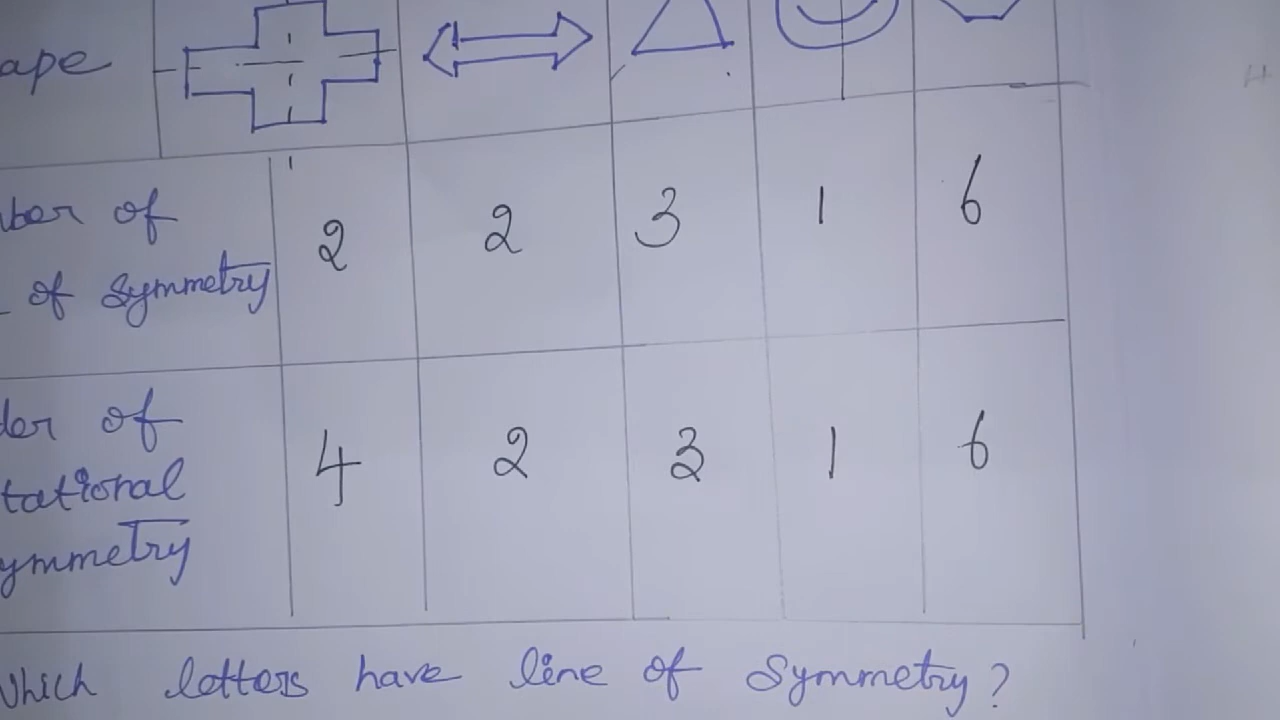 ape
ber of
of Symmetry
2 2 3 1 6
der of
tational
ymmetry
4 2 3 1 6
Which letters have line of Symmetry?